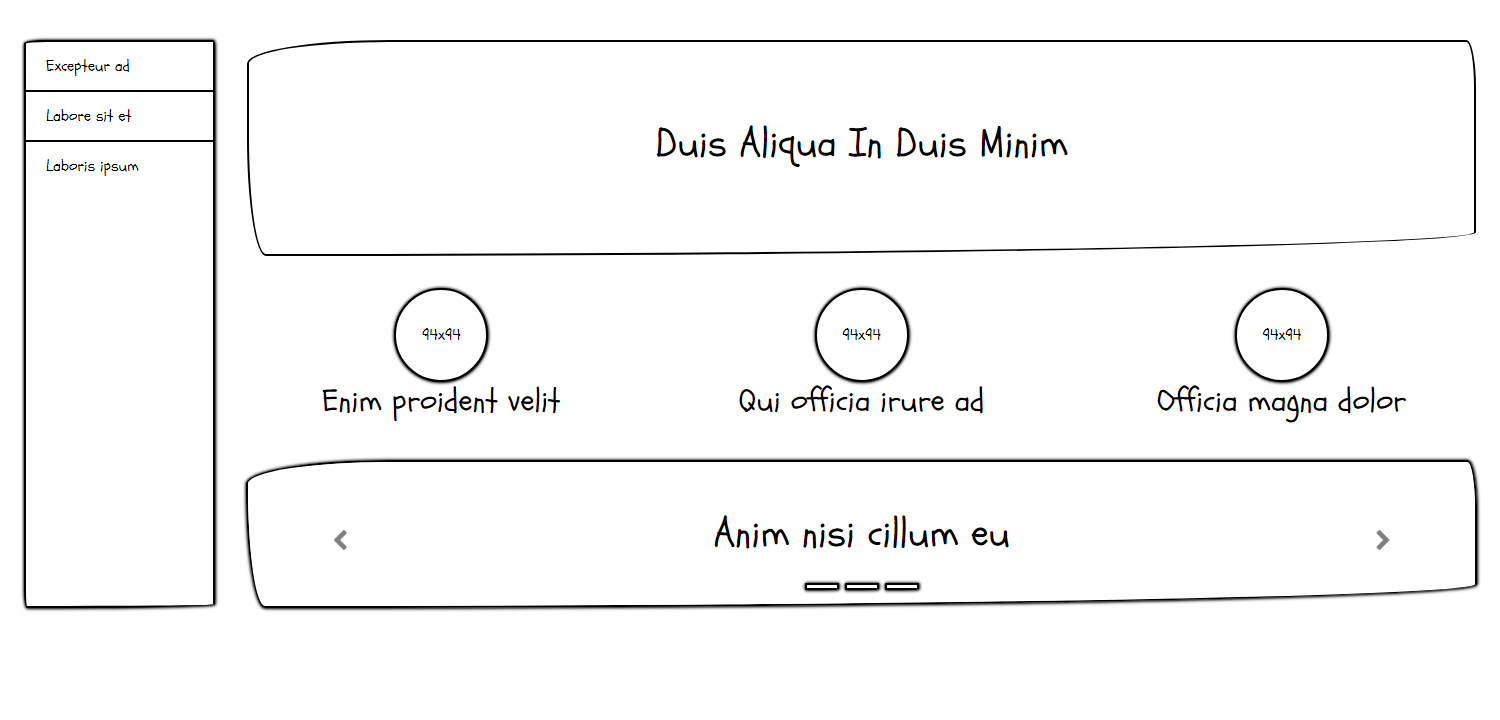 Excepteur ad
Labore sit et
Laboris ipsum
Duis Aliqua In Duis Minim
94x94
94x94
94x94
Enim proident velit
Qui officia irure ad
Officia magna dolor
Anim nisi cillum eu